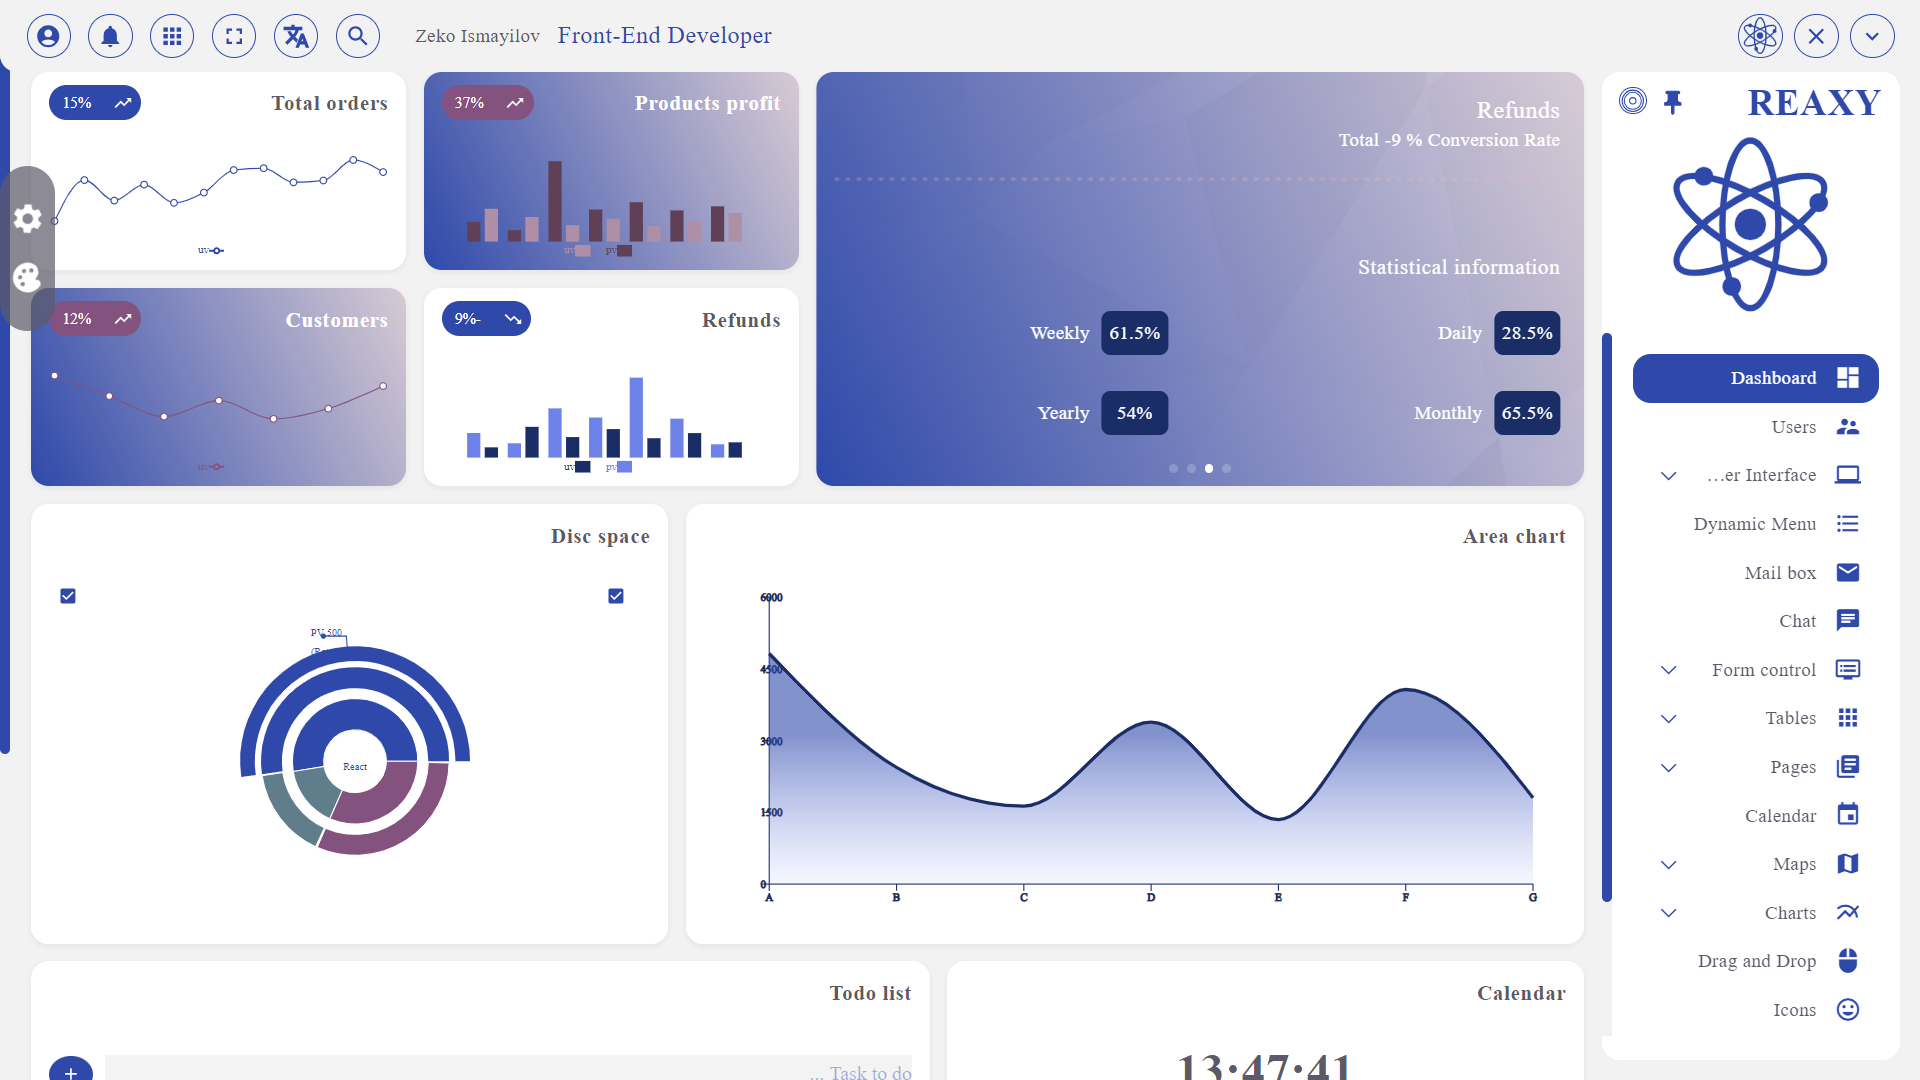 Zeko Ismayilov Front-End Developer
15% Total orders
uv
37% Products profit
uv pv
12% Customers
uv
9%- Refunds
uv pv
Refunds
Total -9 % Conversion Rate
Statistical information
Weekly 61.5% Daily 28.5%
Yearly 54% Monthly 65.5%
Disc space
PV 500
React
Area chart
6000
4500
3000
1500
0
A B C D E F G
Todo list
... Task to do
Calendar
13:47:41
REAXY
Dashboard
Users
...er Interface
Dynamic Menu
Mail box
Chat
Form control
Tables
Pages
Calendar
Maps
Charts
Drag and Drop
Icons